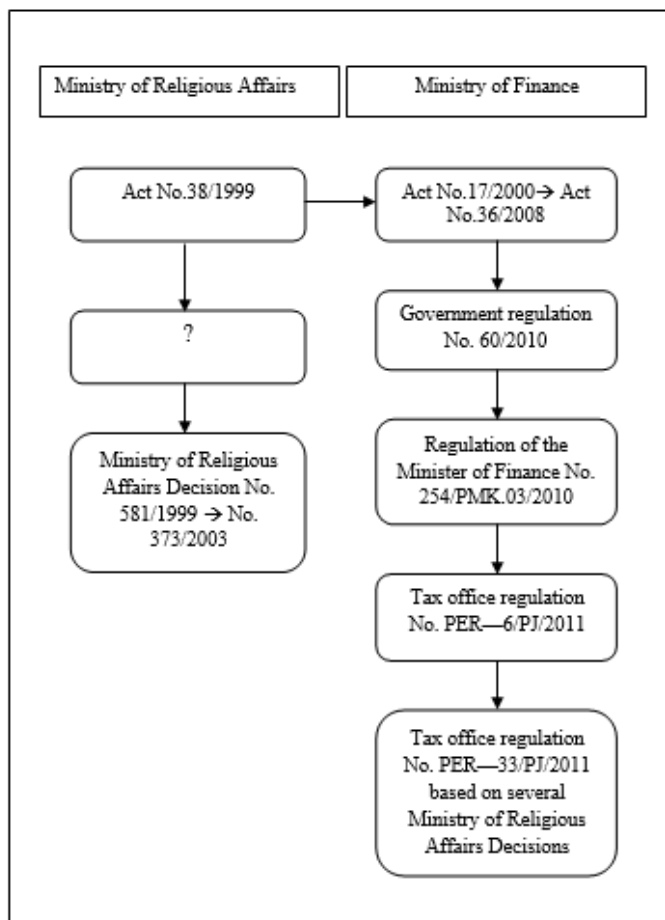 Ministry of Religious Affairs
Ministry of Finance
Act No.38/1999
Act No.17/2000→ Act
No.36/2008
?
Government regulation
No. 60/2010
Ministry of Religious
Affairs Decision No.
581/1999 → No.
373/2003
Regulation of the
Minister of Finance No.
254/PMK.03/2010
Tax office regulation
No. PER—6/PJ/2011
Tax office regulation
No. PER—33/PJ/2011
based on several
Ministry of Religious
Affairs Decisions